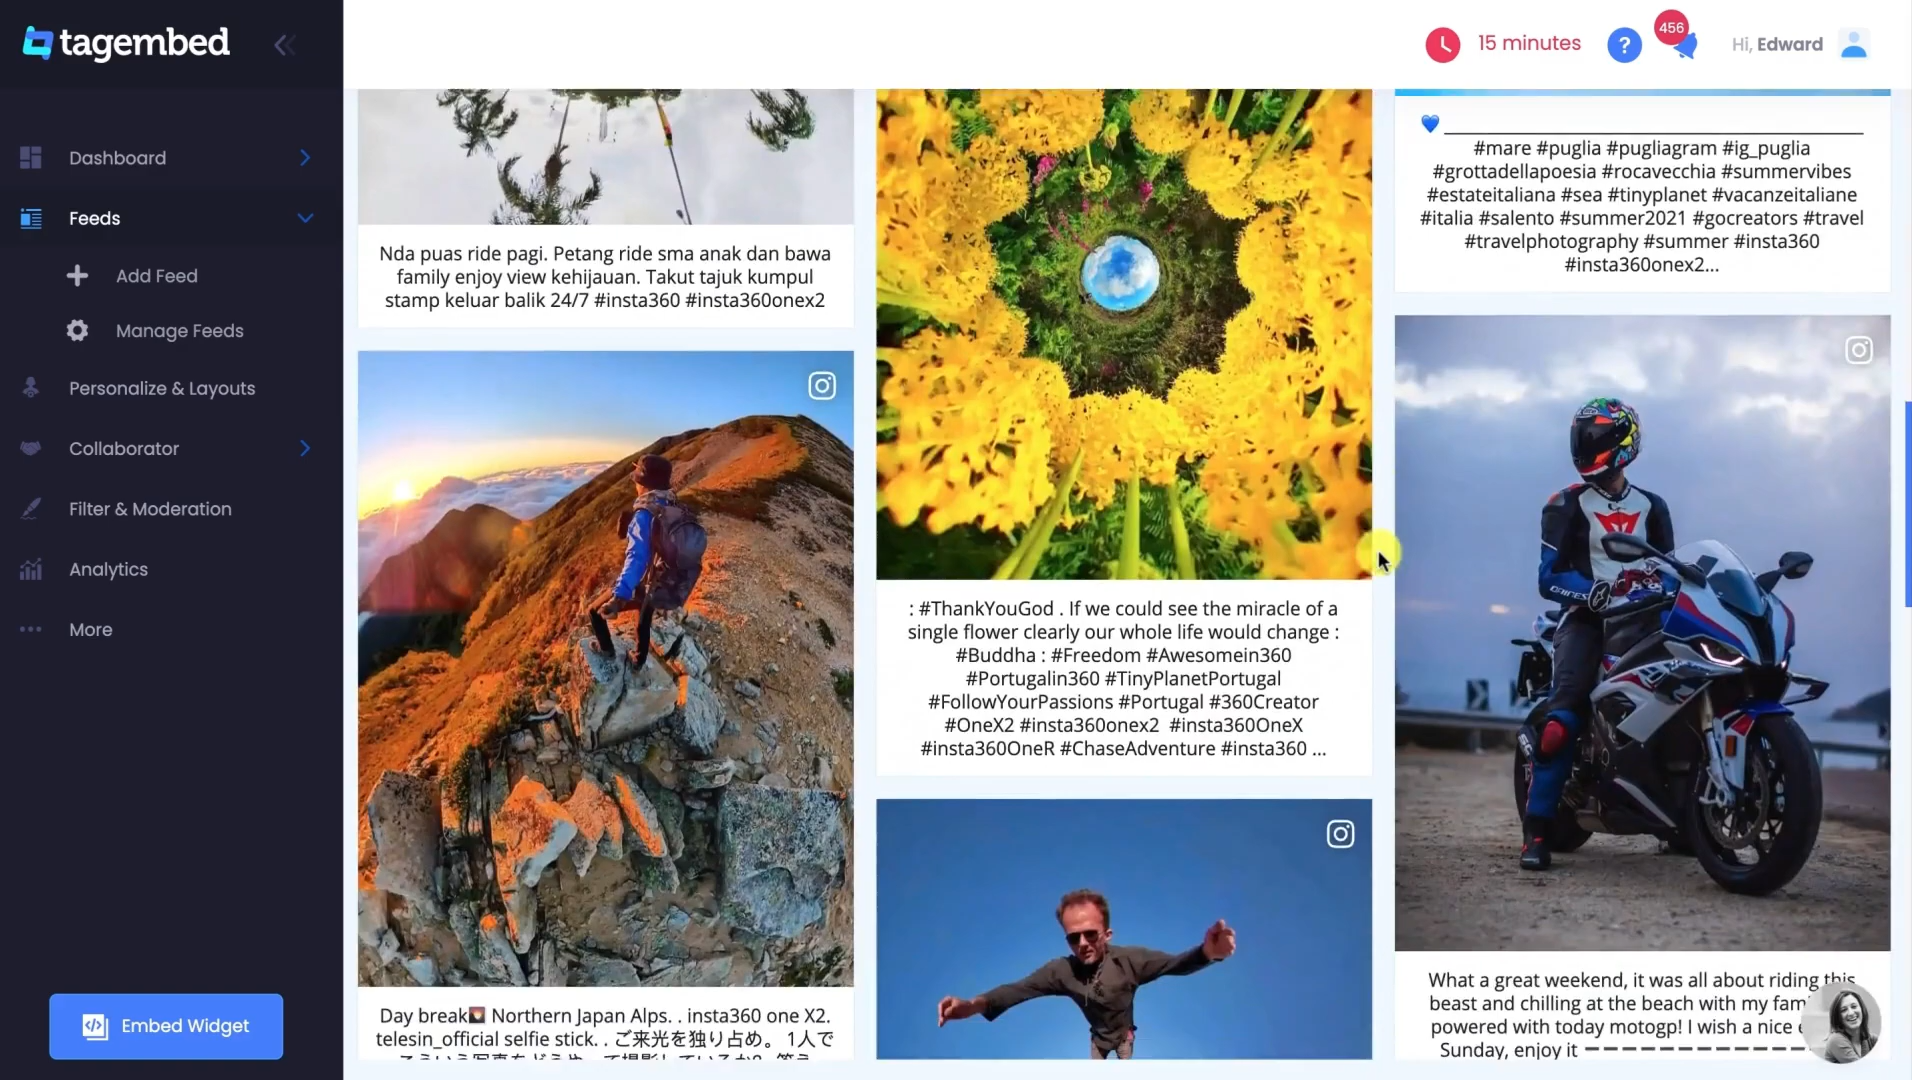 tagembed
15 minutes
?
456
Hi, Edward
Dashboard
Feeds
Add Feed
Manage Feeds
Personalize & Layouts
Collaborator
Filter & Moderation
Analytics
More
Embed Widget
Nda puas ride pagi. Petang ride sma anak dan bawa
family enjoy view kehijauan. Takut tajuk kumpul
stamp keluar balik 24/7 #insta360 #insta360onex2
Day break Northern Japan Alps. . insta360 one X2.
telesin_official selfie stick. . ご来光を独り占め。 1人で
: #ThankYouGod . If we could see the miracle of a
single flower clearly our whole life would change :
#Buddha : #Freedom #Awesomein360
#Portugalin360 #TinyPlanetPortugal
#FollowYourPassions #Portugal #360Creator
#OneX2 #insta360onex2 #insta360OneX
#insta360OneR #ChaseAdventure #insta360 ...
💙 ________________________________
#mare #puglia #pugliagram #ig_puglia
#grottadellapoesia #rocavecchia #summervibes
#estateitaliana #sea #tinyplanet #vacanzeitaliane
#italia #salento #summer2021 #gocreators #travel
#travelphotography #summer #insta360
#insta360onex2...
DAINESE
What a great weekend, it was all about riding this
beast and chilling at the beach with my fam
powered with today motogp! I wish a nice
Sunday, enjoy it